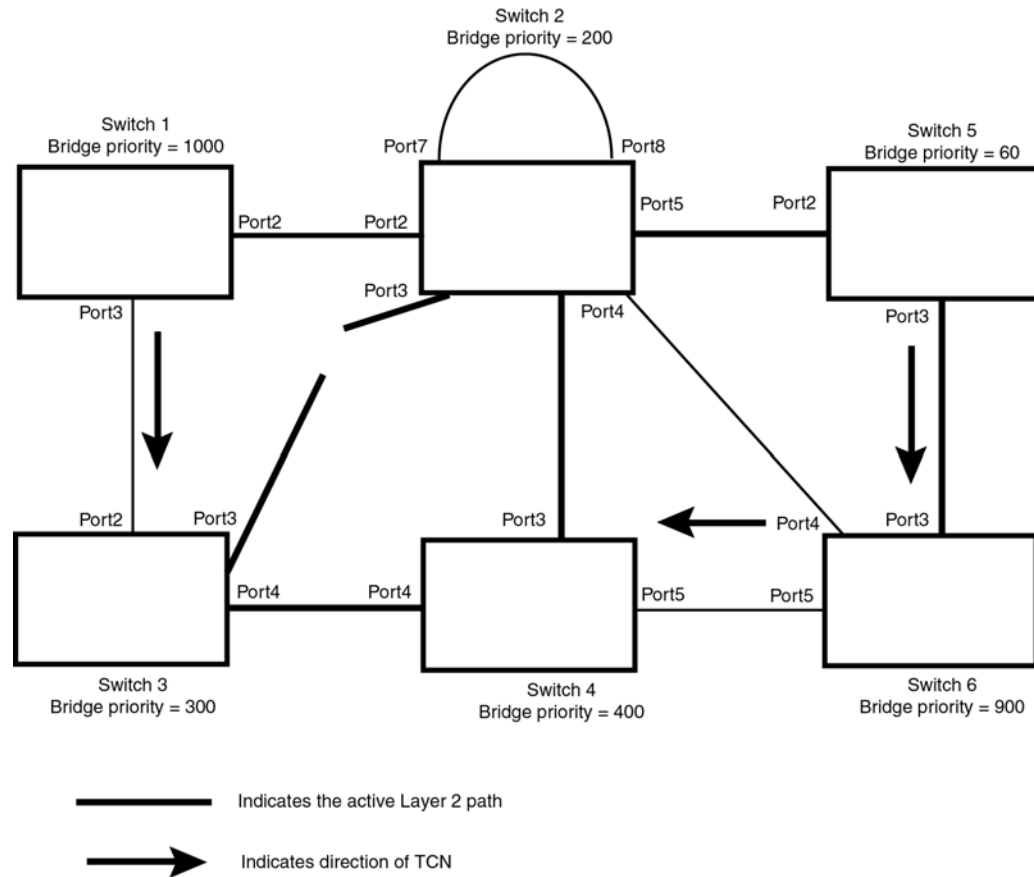 Switch 2
Bridge priority = 200
Switch 1
Bridge priority = 1000
Switch 5
Bridge priority = 60
Port7
Port8
Port2
Port2
Port5
Port2
Port3
Port3
Port4
Port3
Port2
Port3
Port3
Port4
Port3
Port4
Port4
Port5
Port5
Switch 3
Bridge priority = 300
Switch 4
Bridge priority = 400
Switch 6
Bridge priority = 900
Indicates the active Layer 2 path
Indicates direction of TCN